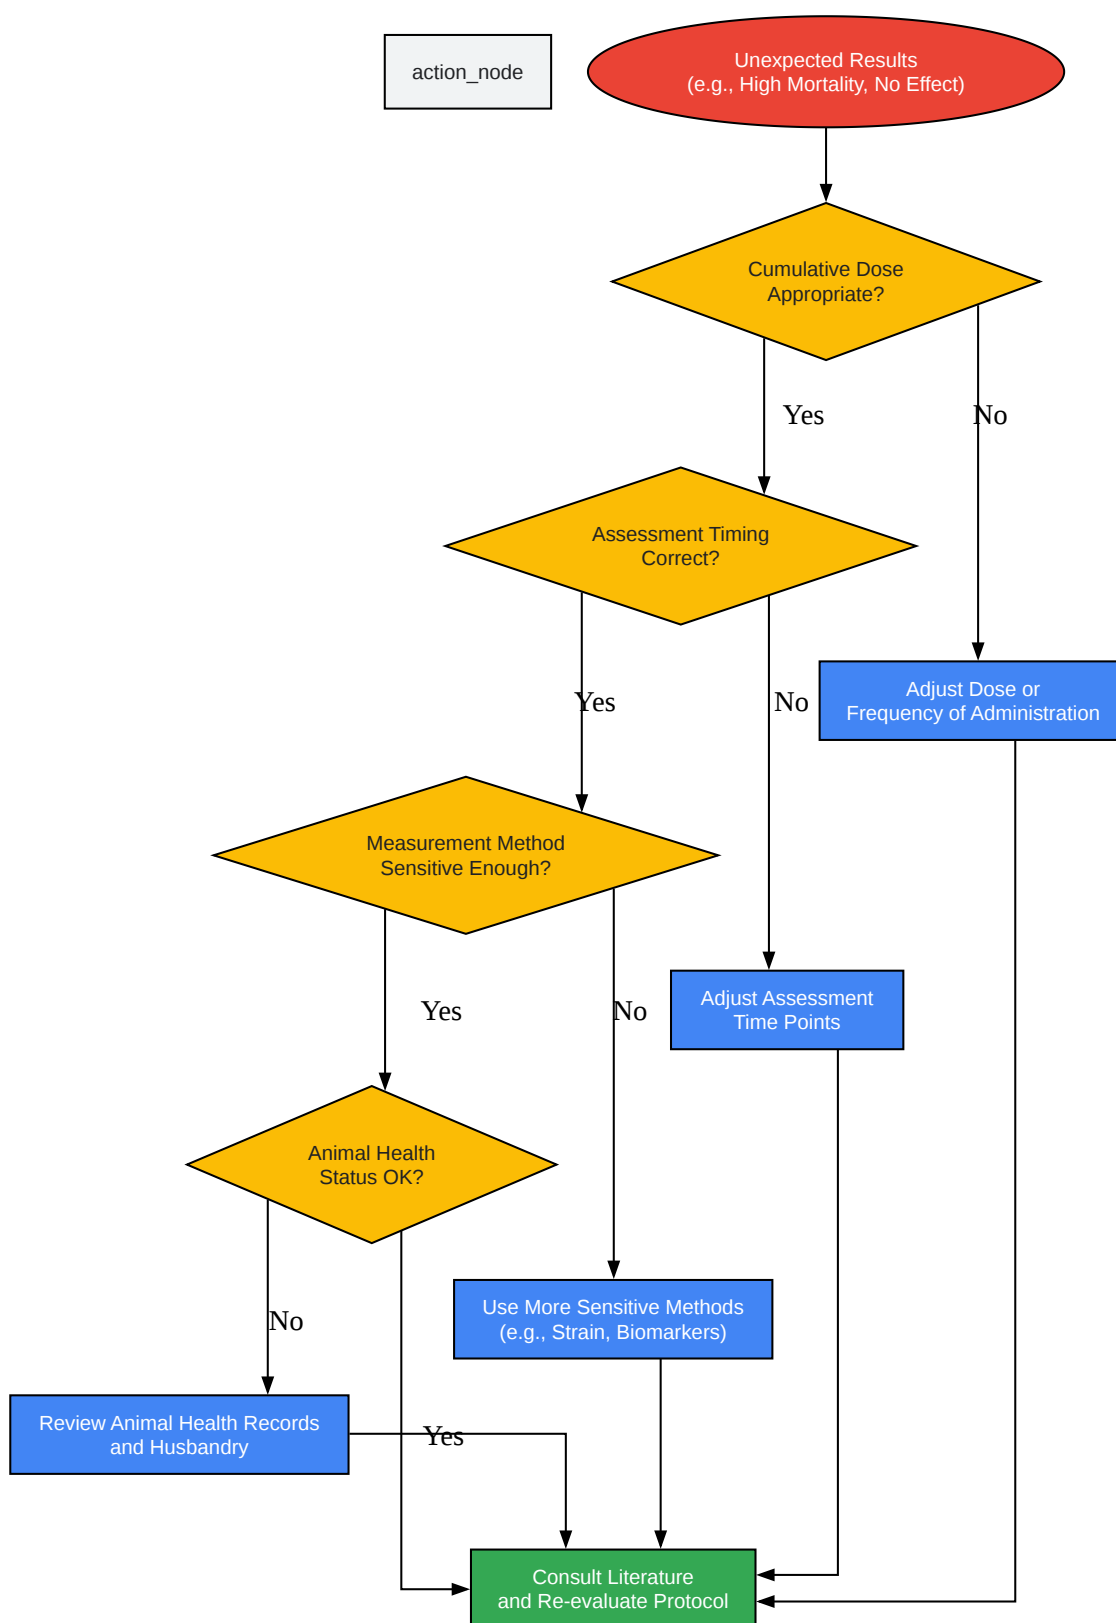 action_node
Unexpected Results
(e.g., High Mortality, No Effect)
Cumulative Dose
Appropriate?
Yes
No
Assessment Timing
Correct?
Adjust Dose or
Frequency of Administration
Yes
No
Measurement Method
Sensitive Enough?
Adjust Assessment
Time Points
Yes
No
Animal Health
Status OK?
Use More Sensitive Methods
(e.g., Strain, Biomarkers)
No
Review Animal Health Records
and Husbandry
Yes
Consult Literature
and Re-evaluate Protocol